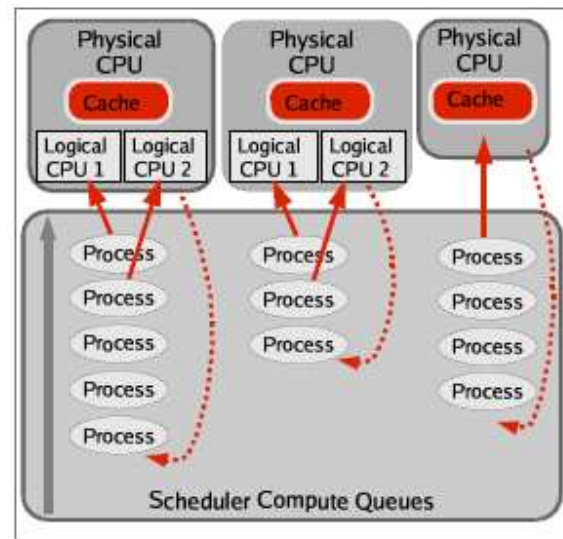 Physical
CPU
Cache
Logical
CPU 1
Logical
CPU 2
Physical
CPU
Cache
Logical
CPU 1
Logical
CPU 2
Physical
CPU
Cache
Process
Process
Process
Process
Process
Process
Process
Process
Process
Process
Process
Process
Scheduler Compute Queues